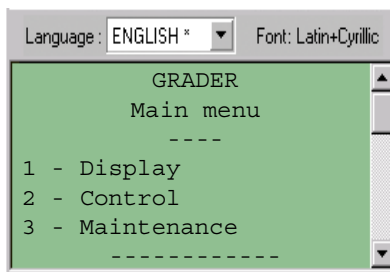 Language : ENGLISH * Font: Latin+Cyrillic
GRADER
Main menu
----
1 - Display
2 - Control
3 - Maintenance
------------